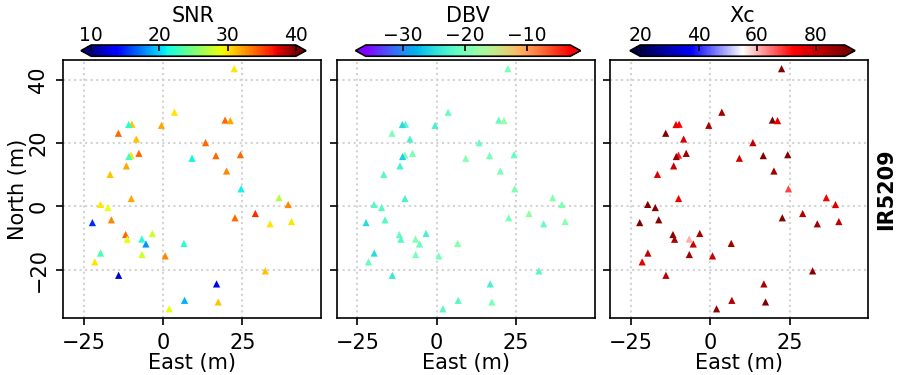 SNR DBV Xc
10 20 30 40 −30 −20 −10 20 40 60 80
40
20
0
−20
North (m)
IR5209
−25 0 25 −25 0 25 −25 0 25
East (m) East (m) East (m)